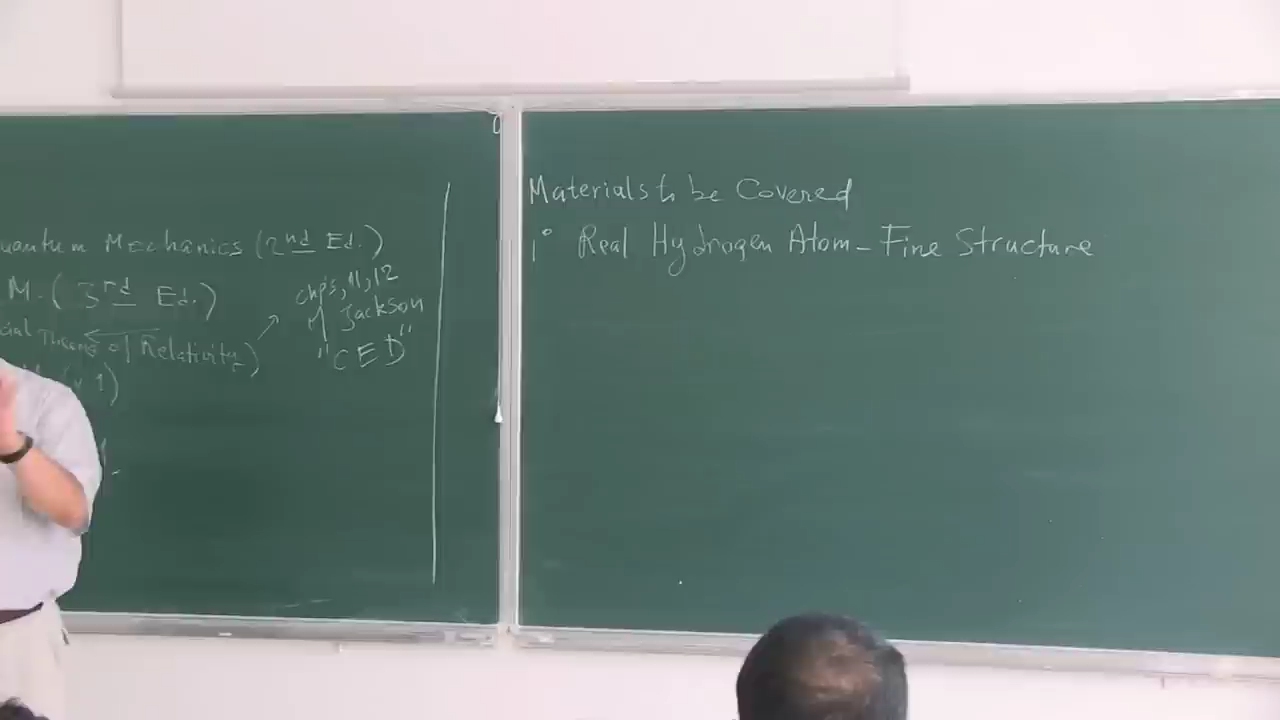 uantum Mechanics (2nd Ed.)
M. (3rd Ed.)
cial Theory of Relativity)
chp's, 11, 12
of Jackson
"CED"
1)
Materials to be Covered
1° Real Hydrogen Atom - Fine Structure